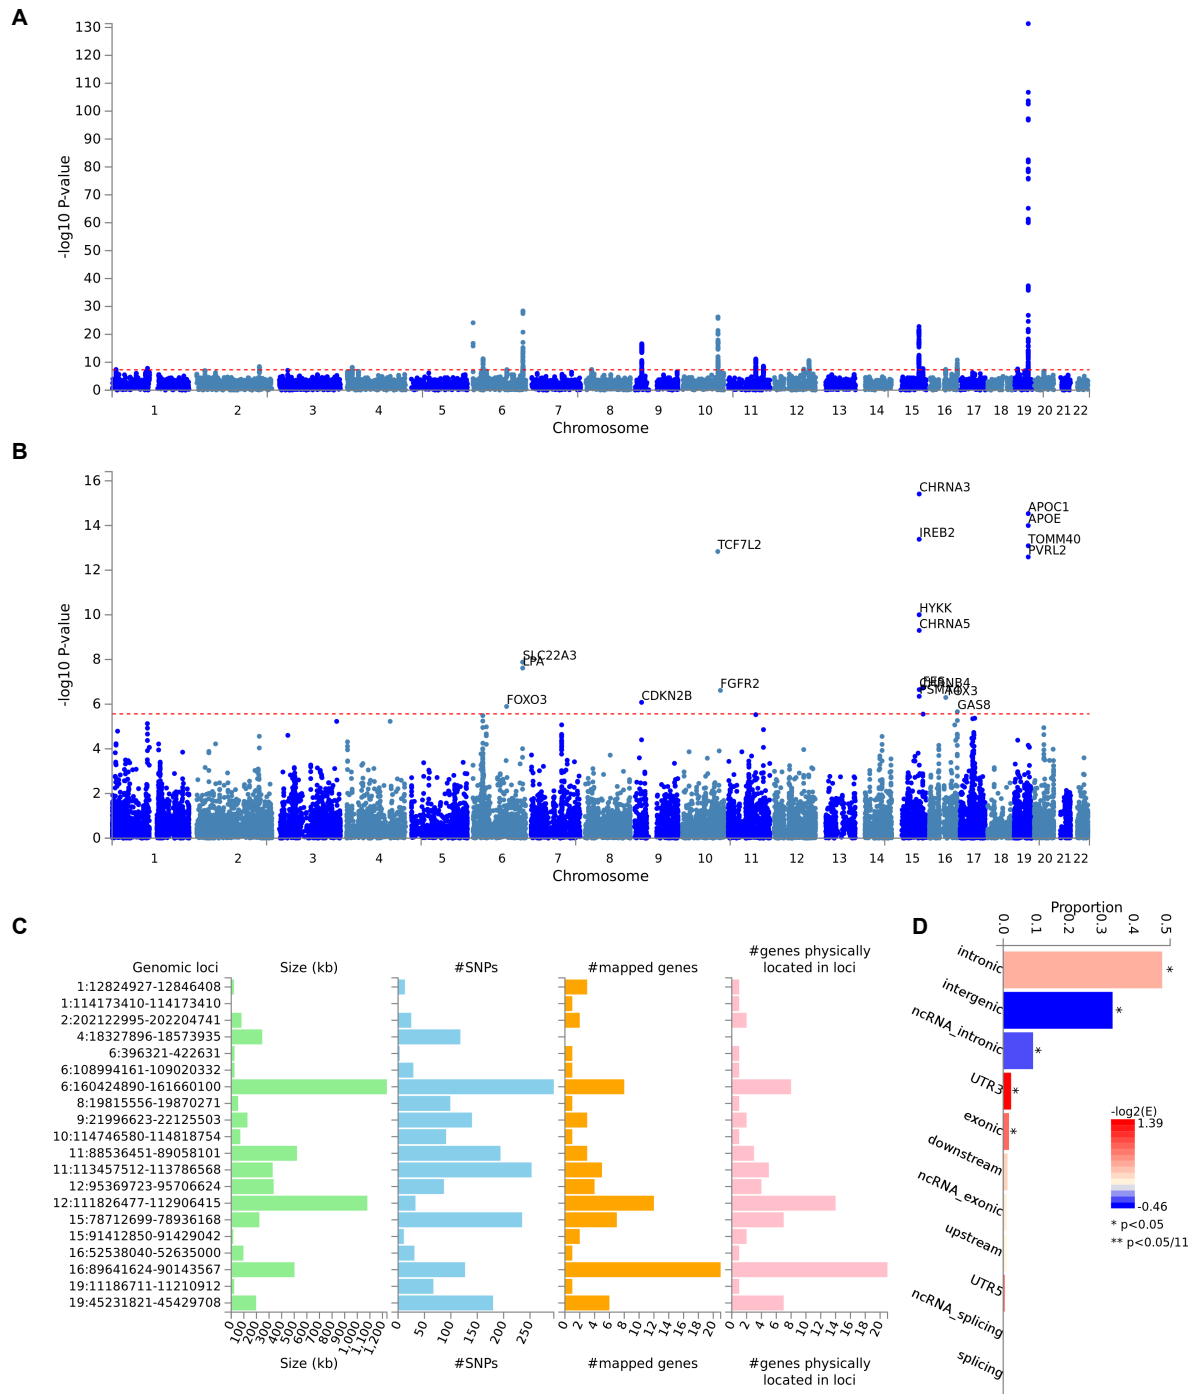 A
-log10 P-value
130
120
110
100
90
80
70
60
50
40
30
20
10
0
1 2 3 4 5 6 7 8 9 10 11 12 13 14 15 16 17 18 19 20 21 22
Chromosome
B
-log10 P-value
16
14
12
10
8
6
4
2
0
CHRNA3
APOC1
APOE
IREB2
TOMM40
PVRL2
TCF7L2
HYKK
CHRNA5
SLC22A3
LPA
FGFR2
CHRNB4
CDKN2B
FOXO3
GAS8
1 2 3 4 5 6 7 8 9 10 11 12 13 14 15 16 17 18 19 20 21 22
Chromosome
C
Genomic loci Size (kb) #SNPs #mapped genes #genes physically
located in loci
1:12824927-12846408
1:114173410-114173410
2:202122995-202204741
4:18327896-18573935
6:396321-422631
6:108994161-109020332
6:160424890-161660100
8:19815556-19870271
9:21996623-22125503
10:114746580-114818754
11:88536451-89058101
11:113457512-113786568
12:95369723-95706624
12:111826477-112906415
15:78712699-78936168
15:91412850-91429042
16:52538040-52635000
16:89641624-90143567
19:11186711-11210912
19:45231821-45429708
100 200 300 400 500 600 700 800 900 1,000 1,100 1,200
0 50 100 150 200 250
0 2 4 6 8 10 12 14 16 18 20
0 2 4 6 8 10 12 14 16 18 20
Size (kb) #SNPs #mapped genes #genes physically
located in loci
D
Proportion
0.0 0.1 0.2 0.3 0.4 0.5
intronic *
intergenic *
ncRNA_intronic *
UTR3 *
exonic *
downstream
ncRNA_exonic
upstream
UTR5
ncRNA_splicing
splicing
-log2(E)
1.39
-0.46
* p<0.05
** p<0.05/11